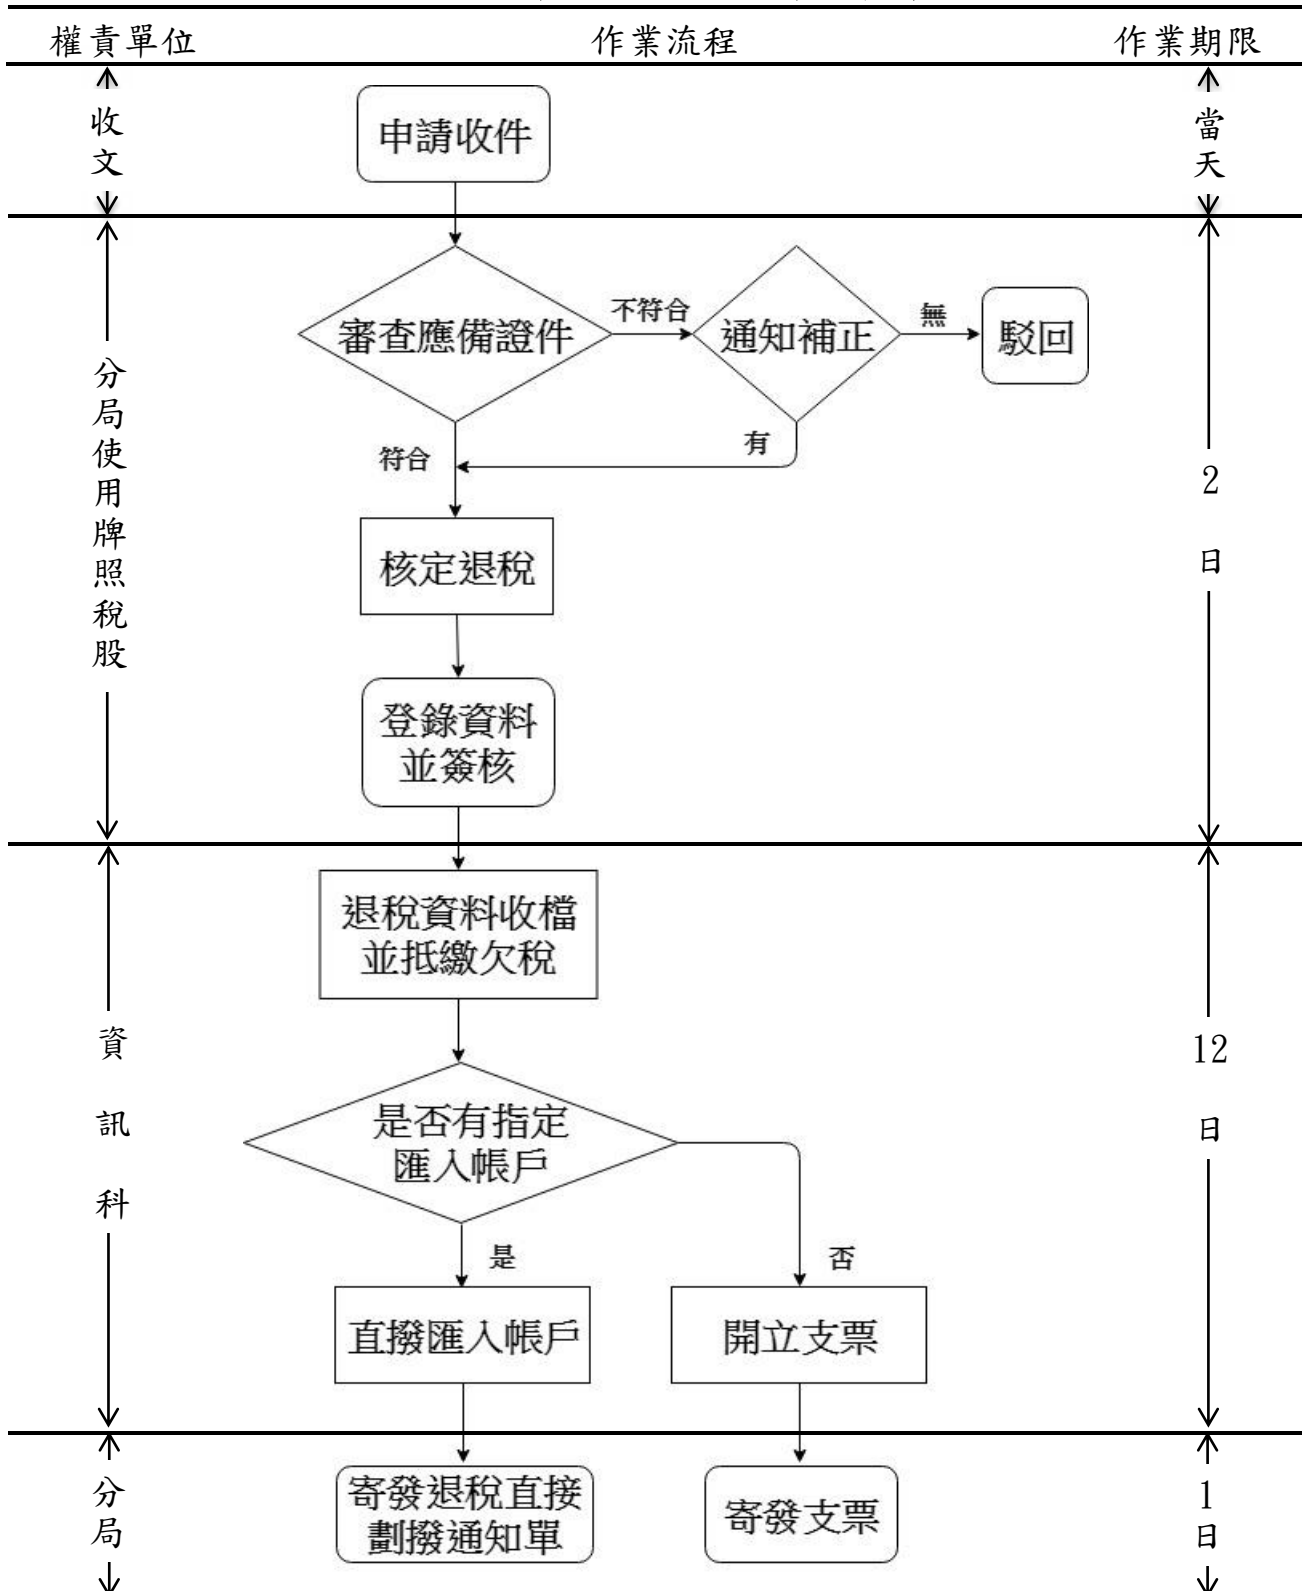 權責單位 作業流程 作業期限
收文
申請收件
當天
分局使用牌照稅股
審查應備證件
不符合
通知補正
無
駁回
符合
有
2日
核定退稅
登錄資料
並簽核
資訊科
退稅資料收檔
並抵繳欠稅
12日
是否有指定
匯入帳戶
是
否
直撥匯入帳戶
開立支票
分局
寄發退稅直接
劃撥通知單
寄發支票
1日